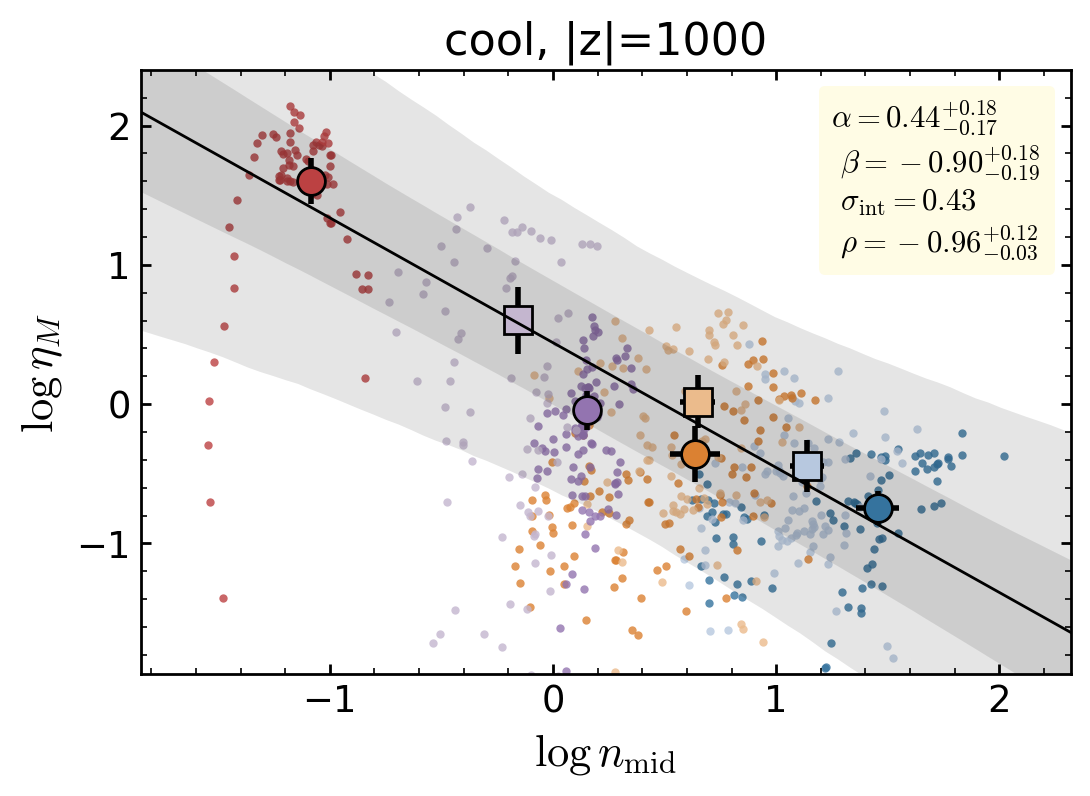 cool, |z|=1000
α = 0.44^{+0.18}_{-0.17}
β = −0.90^{+0.18}_{-0.19}
σ_int = 0.43
ρ = −0.96^{+0.12}_{-0.03}
log η_M
2
1
0
−1
−1 0 1 2
log n_mid